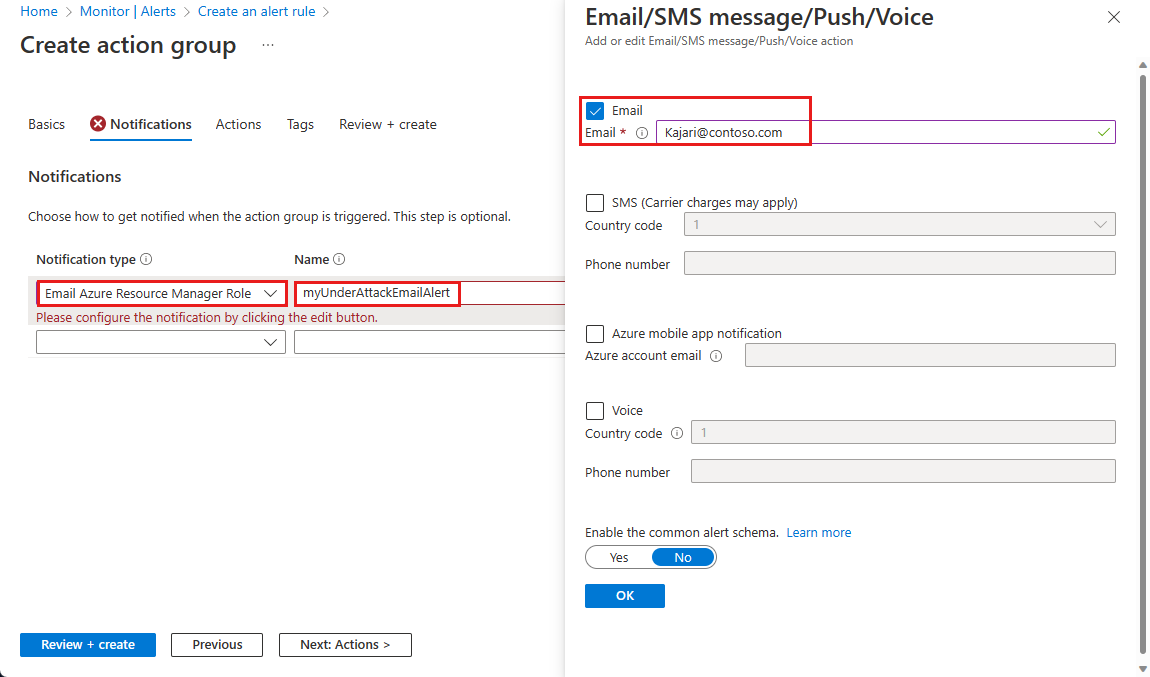 Home > Monitor | Alerts > Create an alert rule >
Create action group ...
Basics Notifications Actions Tags Review + create
Notifications
Choose how to get notified when the action group is triggered. This step is optional.
Notification type Name
Email Azure Resource Manager Role myUnderAttackEmailAlert
Please configure the notification by clicking the edit button.
Review + create Previous Next: Actions >
Email/SMS message/Push/Voice
Add or edit Email/SMS message/Push/Voice action
Email
Email * Kajari@contoso.com
SMS (Carrier charges may apply)
Country code 1
Phone number
Azure mobile app notification
Azure account email
Voice
Country code 1
Phone number
Enable the common alert schema. Learn more
Yes No
OK